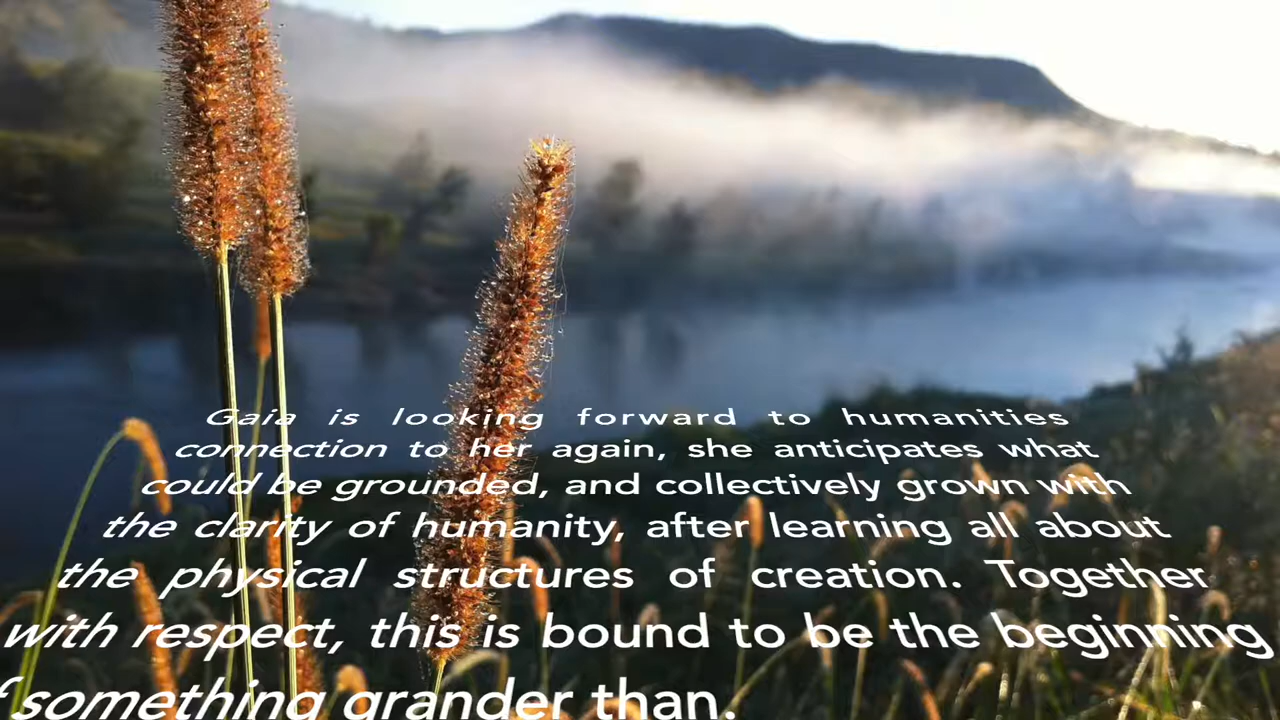 Gaia is looking forward to humanities
connection to her again, she anticipates what
could be grounded, and collectively grown with
the clarity of humanity, after learning all about
the physical structures of creation. Together
with respect, this is bound to be the beginning
‘something grander than.